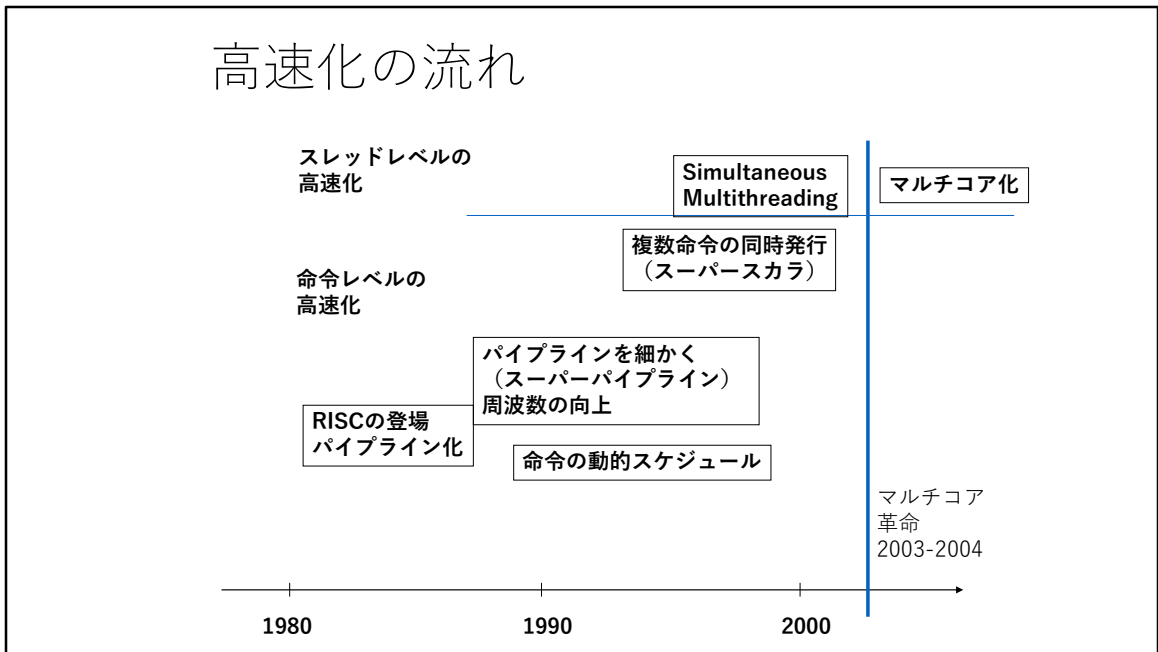 高速化の流れ
スレッドレベルの
高速化
Simultaneous
Multithreading
マルチコア化
複数命令の同時発行
（スーパースカラ）
命令レベルの
高速化
パイプラインを細かく
（スーパーパイプライン）
周波数の向上
RISCの登場
パイプライン化
命令の動的スケジュール
マルチコア
革命
2003-2004
1980
1990
2000